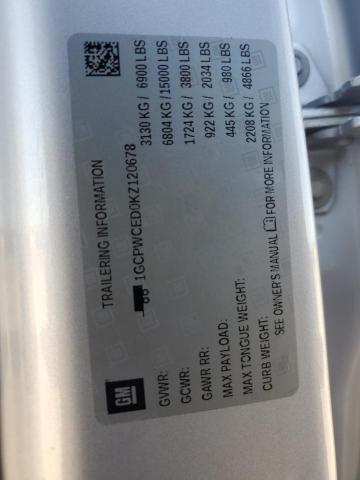 TRAILERING INFORMATION
1GCPWCED0KZ120678
GM
GVWR: 3130 KG / 6900 LBS
GCWR: 6804 KG / 15000 LBS
GAWR RR: 1724 KG / 3800 LBS
MAX PAYLOAD: 922 KG / 2034 LBS
MAX TONGUE WEIGHT: 445 KG / 980 LBS
CURB WEIGHT: 2208 KG / 4866 LBS
SEE OWNER'S MANUAL FOR MORE INFORMATION